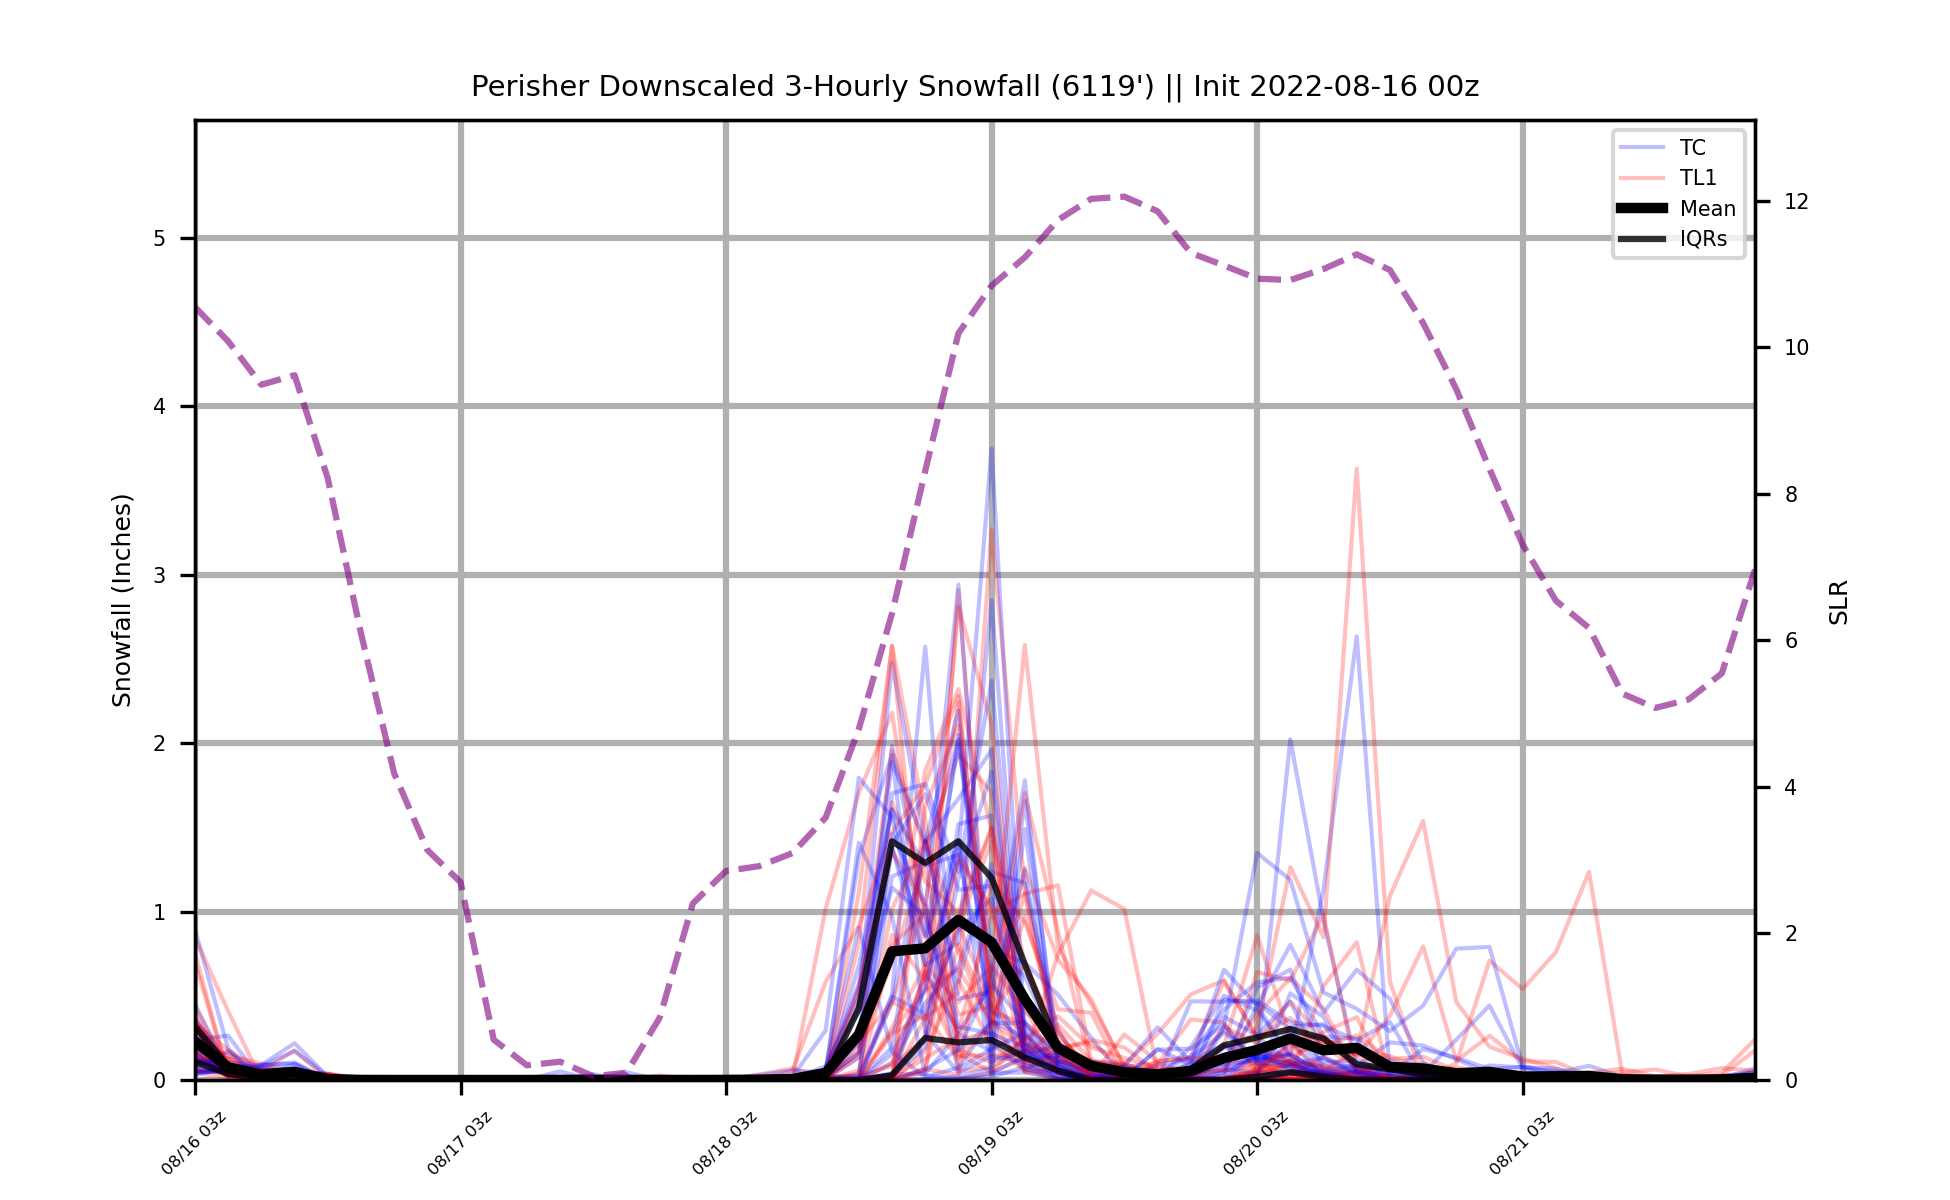 Perisher Downscaled 3-Hourly Snowfall (6119') || Init 2022-08-16 00z
TC
TL1
Mean
IQRs
Snowfall (Inches)
5
4
3
2
1
0
12
10
8
6
4
2
0
SLR
08/16 03z
08/17 03z
08/18 03z
08/19 03z
08/20 03z
08/21 03z